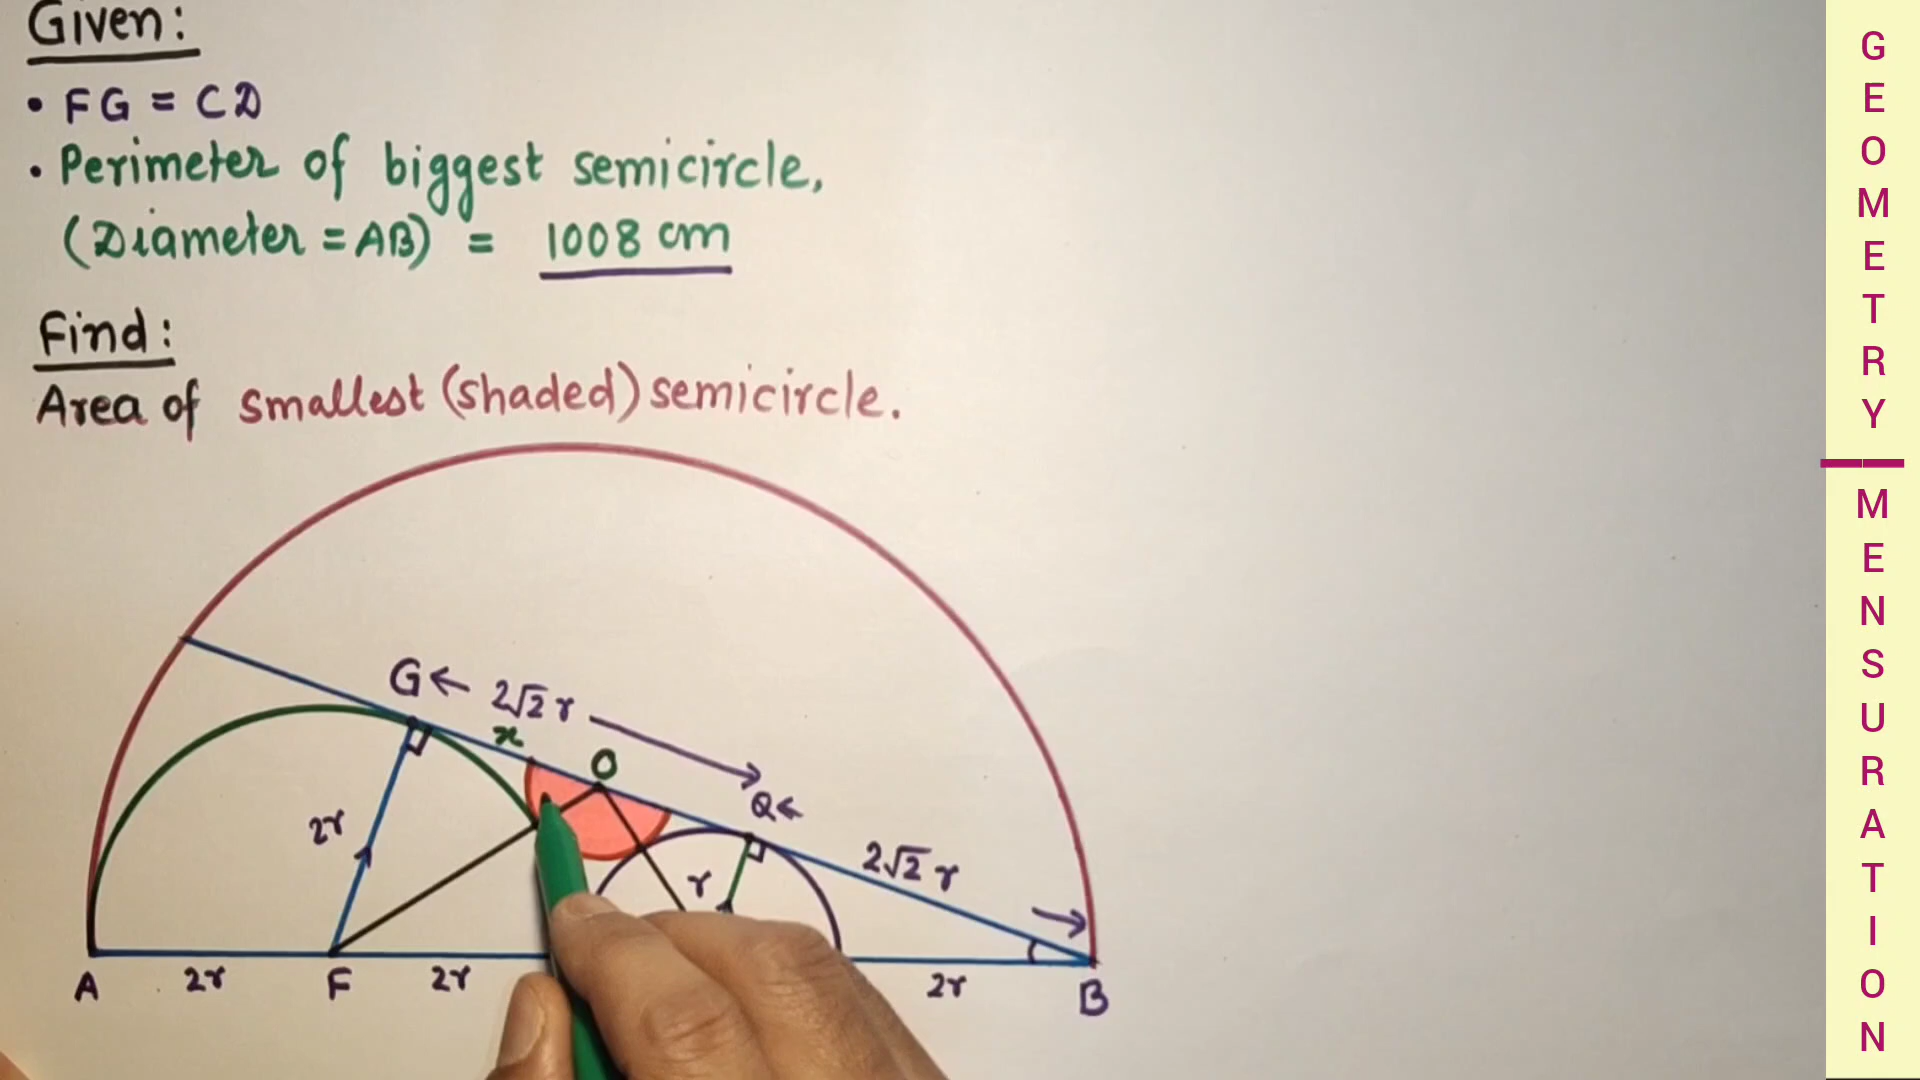 Given:
• FG = CD
• Perimeter of biggest semicircle,
(Diameter = AB) = 1008 cm
Find:
Area of smallest (shaded) semicircle.
G ← 2√2 r →
x
O
Q ←
2r
r
2√2 r
→
A
2r
F
2r
2r
B
GEOMETRY | MENSURATION